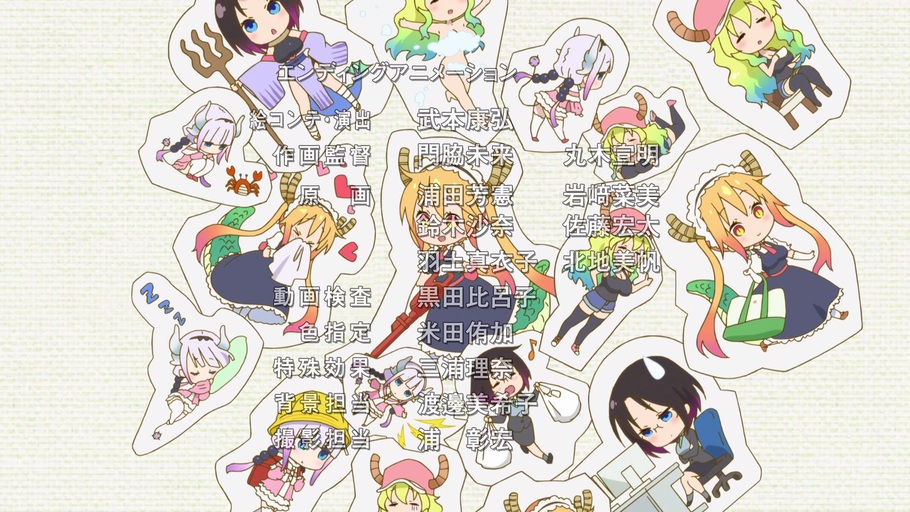 エンディングアニメーション
絵コンテ・演出 武本康弘
作画監督 門脇未来 丸木宣明
原 画 浦田芳憲 岩﨑菜美
鈴木沙奈 佐藤宏太
羽土真衣子 北地美帆
動画検査 黒田比呂子
色指定 米田侑加
特殊効果 三浦理奈
背景担当 渡邊美希子
撮影担当 浦 彰宏
ZZZZ